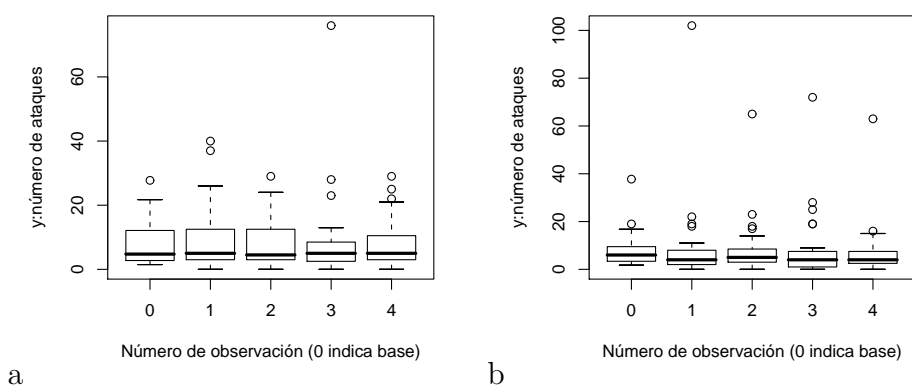 y:número de ataques
0 20 40 60
0 1 2 3 4
Número de observación (0 indica base)
a
y:número de ataques
0 20 40 60 80 100
0 1 2 3 4
Número de observación (0 indica base)
b